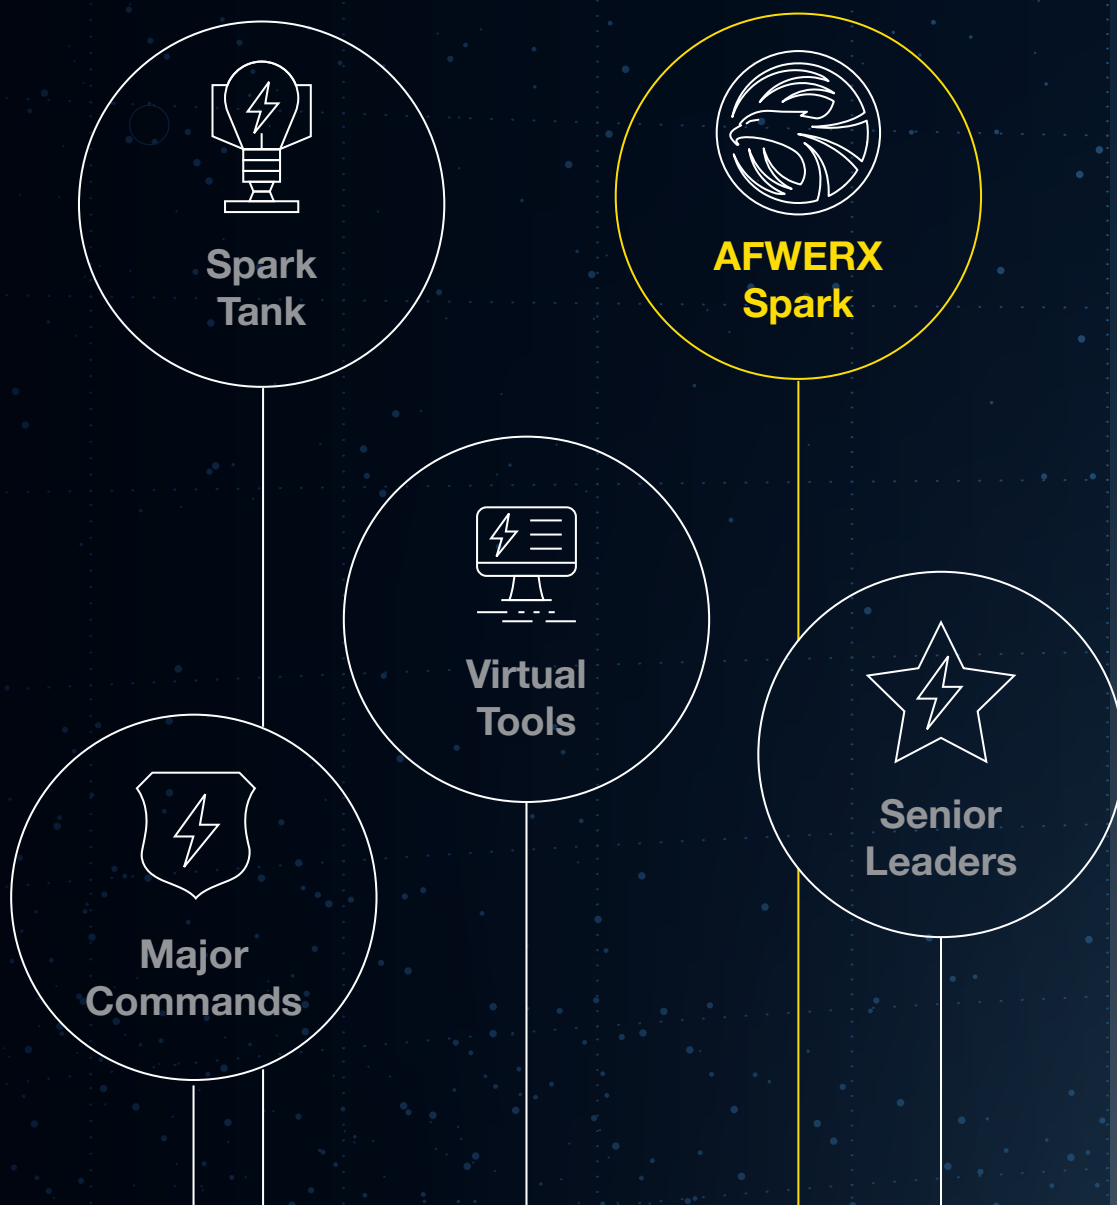 Spark
Tank
AFWERX
Spark
Virtual
Tools
Senior
Leaders
Major
Commands